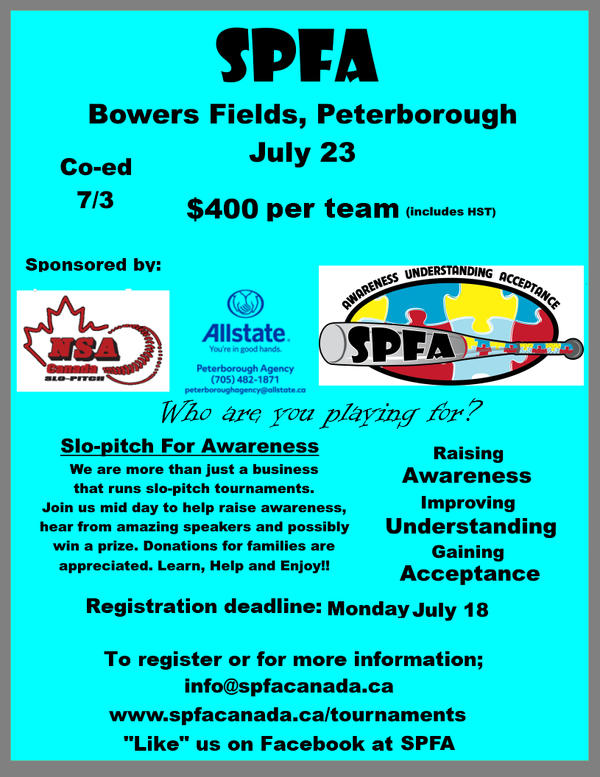 SPFA
Bowers Fields, Peterborough
July 23
Co-ed
7/3
$400 per team (includes HST)
Sponsored by:
NSA
Canada
SLO-PITCH
Allstate®
You're in good hands.
Peterborough Agency
(705) 482-1871
peterboroughagency@allstate.ca
AWARENESS UNDERSTANDING ACCEPTANCE
SPFA
Who are you playing for?
Slo-pitch For Awareness
We are more than just a business
that runs slo-pitch tournaments.
Join us mid day to help raise awareness,
hear from amazing speakers and possibly
win a prize. Donations for families are
appreciated. Learn, Help and Enjoy!!
Raising
Awareness
Improving
Understanding
Gaining
Acceptance
Registration deadline: Monday July 18
To register or for more information;
info@spfacanada.ca
www.spfacanada.ca/tournaments
"Like" us on Facebook at SPFA